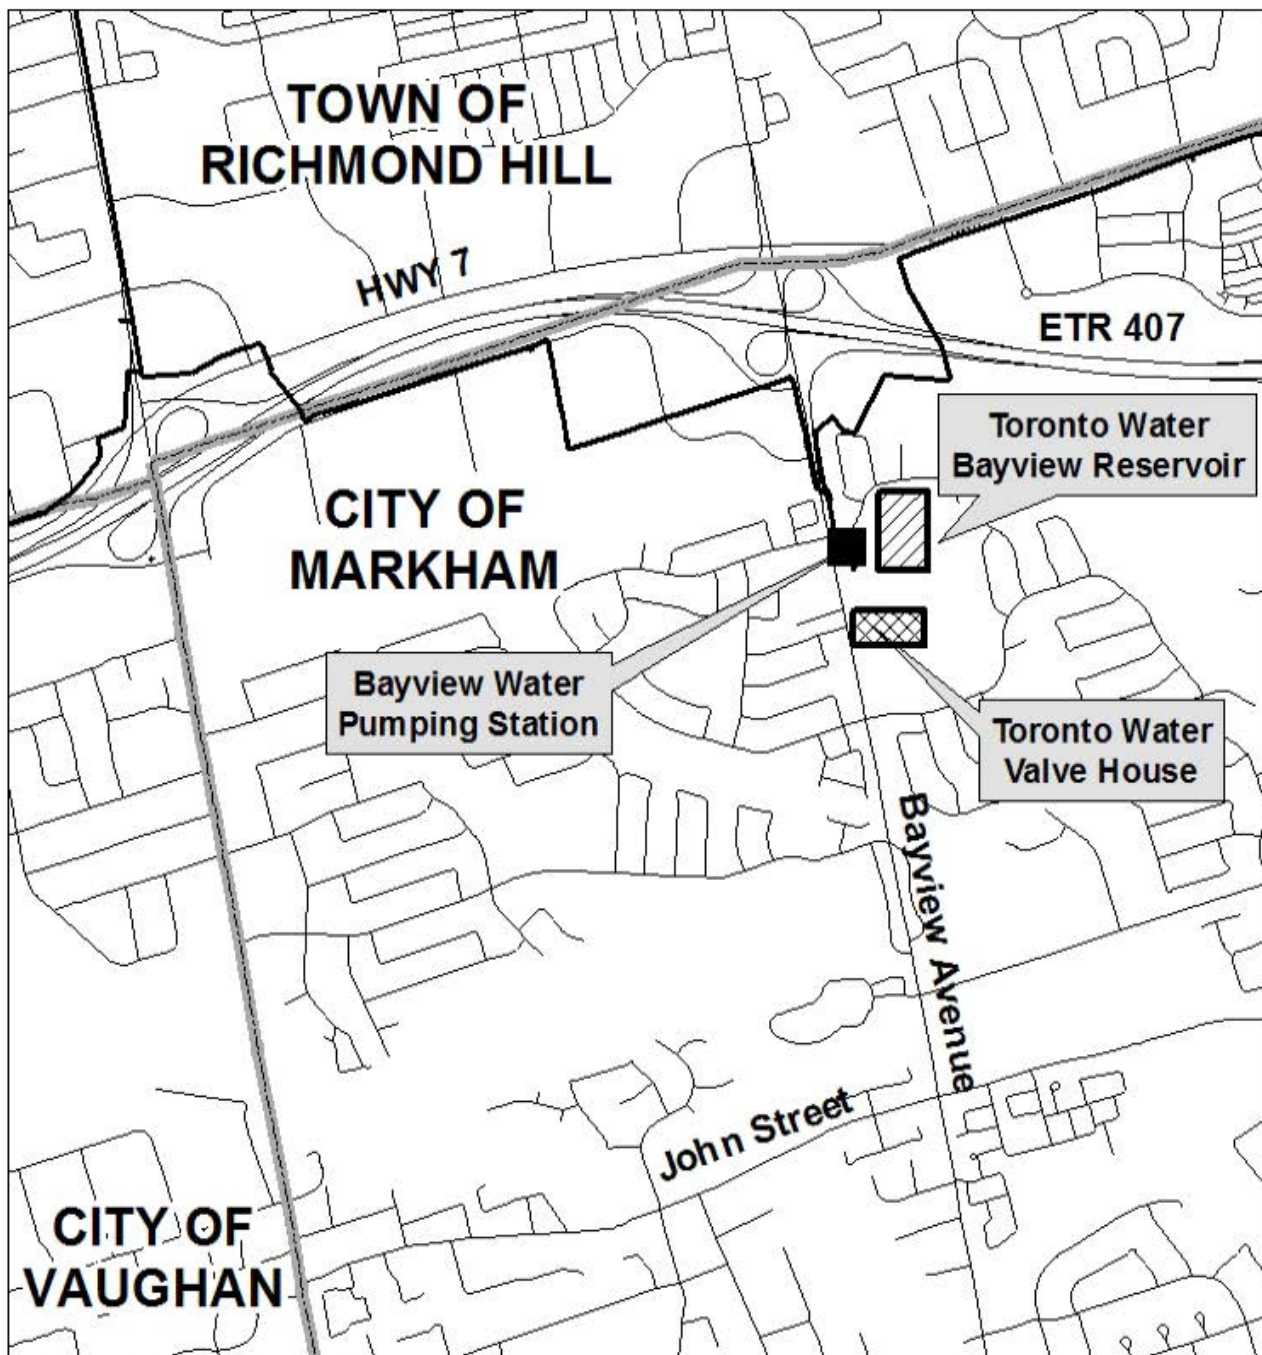 TOWN OF
RICHMOND HILL
HWY 7
ETR 407
Toronto Water
Bayview Reservoir
CITY OF
MARKHAM
Bayview Water
Pumping Station
Toronto Water
Valve House
Bayview Avenue
John Street
CITY OF
VAUGHAN